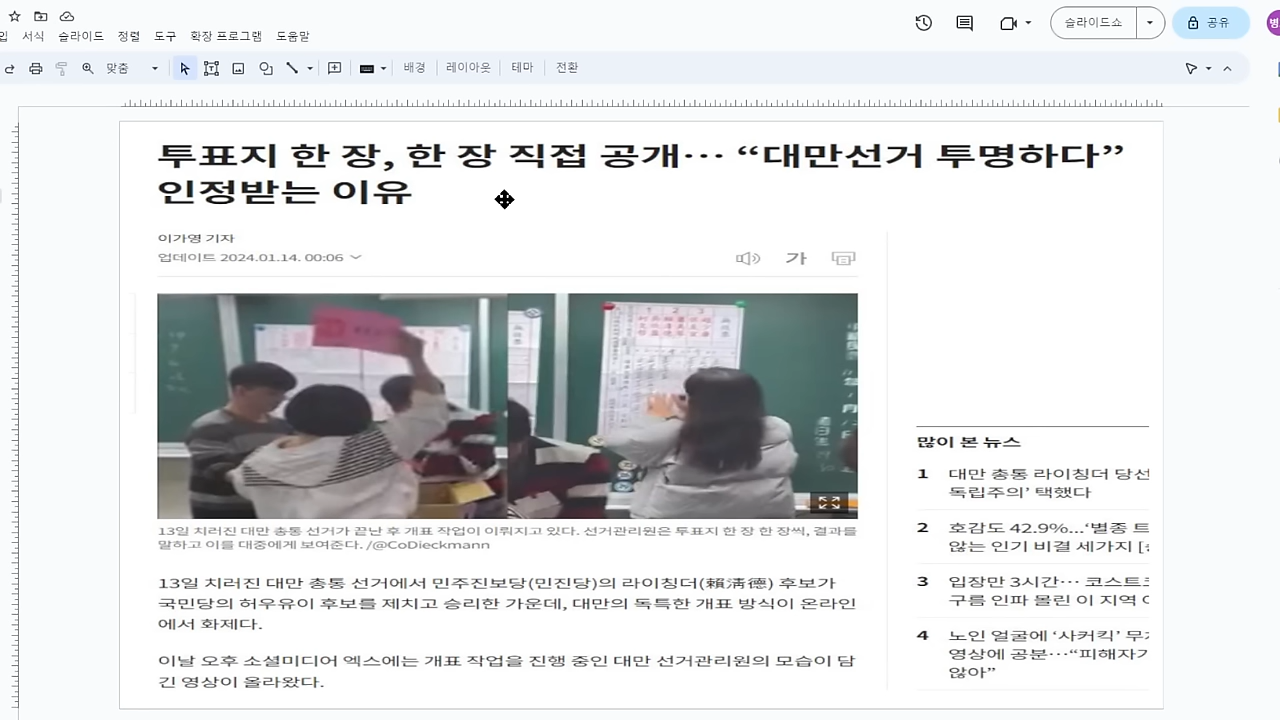 서식 슬라이드 정렬 도구 확장 프로그램 도움말
슬라이드쇼
공유
맞춤
배경 레이아웃 테마 전환
투표지 한 장, 한 장 직접 공개… “대만선거 투명하다”
인정받는 이유
이가영 기자
업데이트 2024.01.14. 00:06
가
13일 치러진 대만 총통 선거가 끝난 후 개표 작업이 이뤄지고 있다. 선거관리원은 투표지 한 장 한 장씩, 결과를
말하고 이를 대중에게 보여준다. /@CoDieckmann
13일 치러진 대만 총통 선거에서 민주진보당(민진당)의 라이칭더(賴淸德) 후보가
국민당의 허우유이 후보를 제치고 승리한 가운데, 대만의 독특한 개표 방식이 온라인
에서 화제다.
이날 오후 소셜미디어 엑스에는 개표 작업을 진행 중인 대만 선거관리원의 모습이 담
긴 영상이 올라왔다.
많이 본 뉴스
1 대만 총통 라이칭더 당선
독립주의’ 택했다
2 호감도 42.9%...‘별종 트
않는 인기 비결 세가지
3 입장만 3시간… 코스트코
구름 인파 몰린 이 지역
4 노인 얼굴에 ‘사커킥’ 무
영상에 공분…“피해자가
않아”